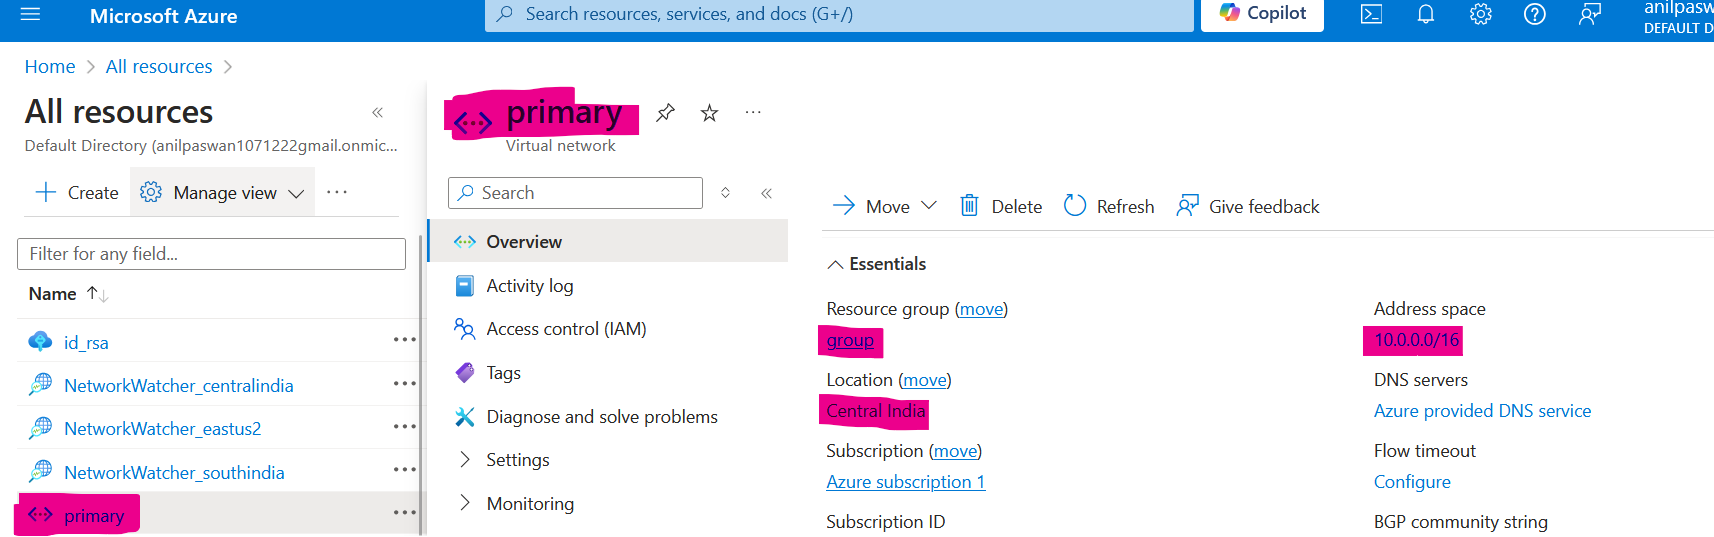 Microsoft Azure
Search resources, services, and docs (G+/)
Copilot
anilpasw
DEFAULT D
Home > All resources >
All resources
Default Directory (anilpaswan1071222gmail.onmic...
+ Create
Manage view
...
Filter for any field...
Name ↑↓
id_rsa ...
NetworkWatcher_centralindia ...
NetworkWatcher_eastus2 ...
NetworkWatcher_southindia ...
primary ...
primary
...
Virtual network
Search
Overview
Activity log
Access control (IAM)
Tags
Diagnose and solve problems
Settings
Monitoring
Move
Delete
Refresh
Give feedback
Essentials
Resource group (move)
group
Location (move)
Central India
Subscription (move)
Azure subscription 1
Subscription ID
Address space
10.0.0.0/16
DNS servers
Azure provided DNS service
Flow timeout
Configure
BGP community string